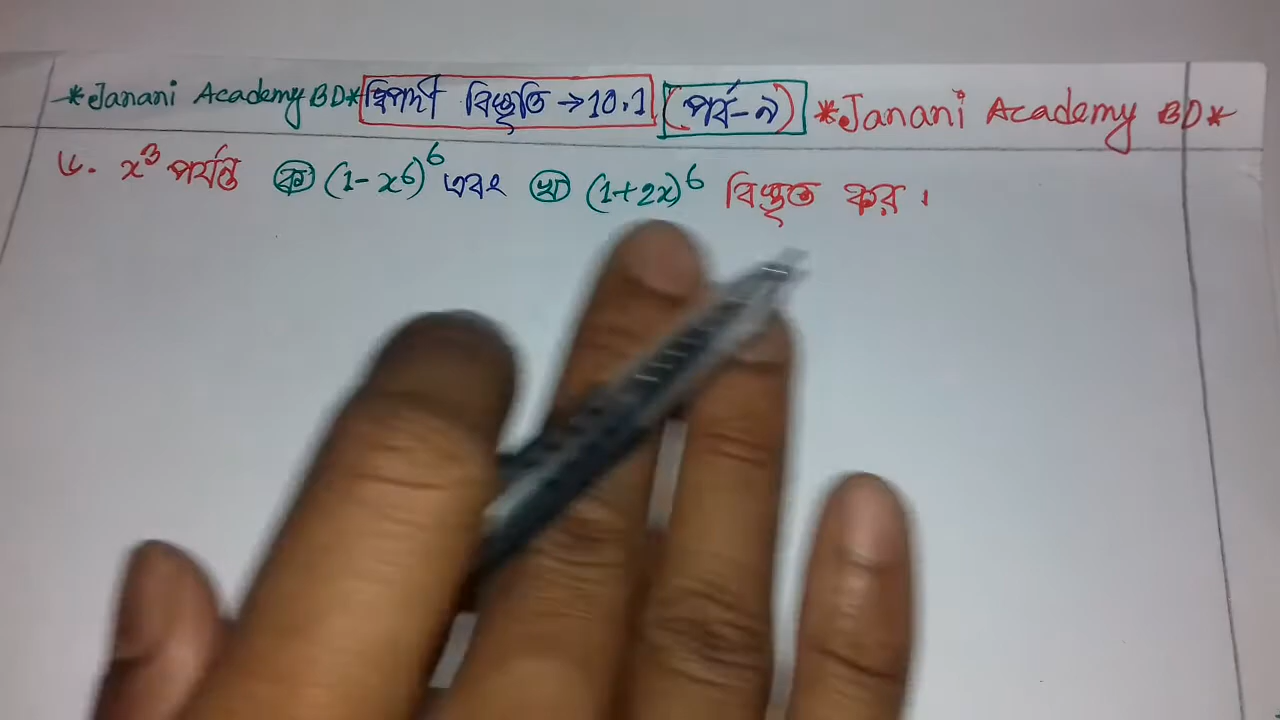 *Janani Academy BD* দ্বিপদী বিস্তৃতি →10.1 (পর্ব-৯) *Janani Academy BD*
৬. x³ পর্যন্ত ক (1-x⁶)⁶ এবং খ (1+2x)⁶ বিস্তৃত কর।